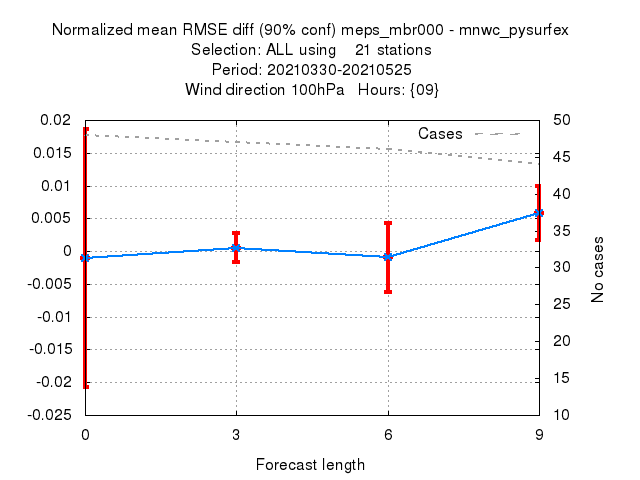 Normalized mean RMSE diff (90% conf) meps_mbr000 - mnwc_pysurfex
Selection: ALL using    21 stations
Period: 20210330-20210525
Wind direction 100hPa   Hours: {09}
Cases
0.02
0.015
0.01
0.005
0
-0.005
-0.01
-0.015
-0.02
-0.025
50
45
40
35
30
25
20
15
10
No cases
0 3 6 9
Forecast length